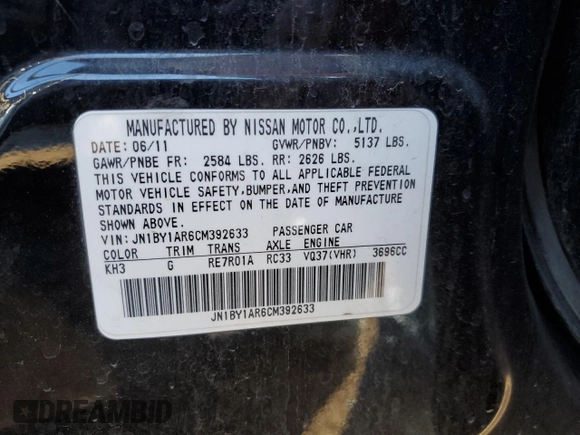 MANUFACTURED BY NISSAN MOTOR CO.,LTD.
DATE: 06/11 GVWR/PNBV: 5137 LBS.
GAWR/PNBE FR: 2584 LBS. RR: 2626 LBS.
THIS VEHICLE CONFORMS TO ALL APPLICABLE FEDERAL
MOTOR VEHICLE SAFETY,BUMPER,AND THEFT PREVENTION
STANDARDS IN EFFECT ON THE DATE OF MANUFACTURE
SHOWN ABOVE.
VIN: JN1BY1AR6CM392633 PASSENGER CAR
COLOR TRIM TRANS AXLE ENGINE
KH3 G RE7R01A RC33 VQ37(VHR) 3696CC
JN1BY1AR6CM392633
DREAMBID